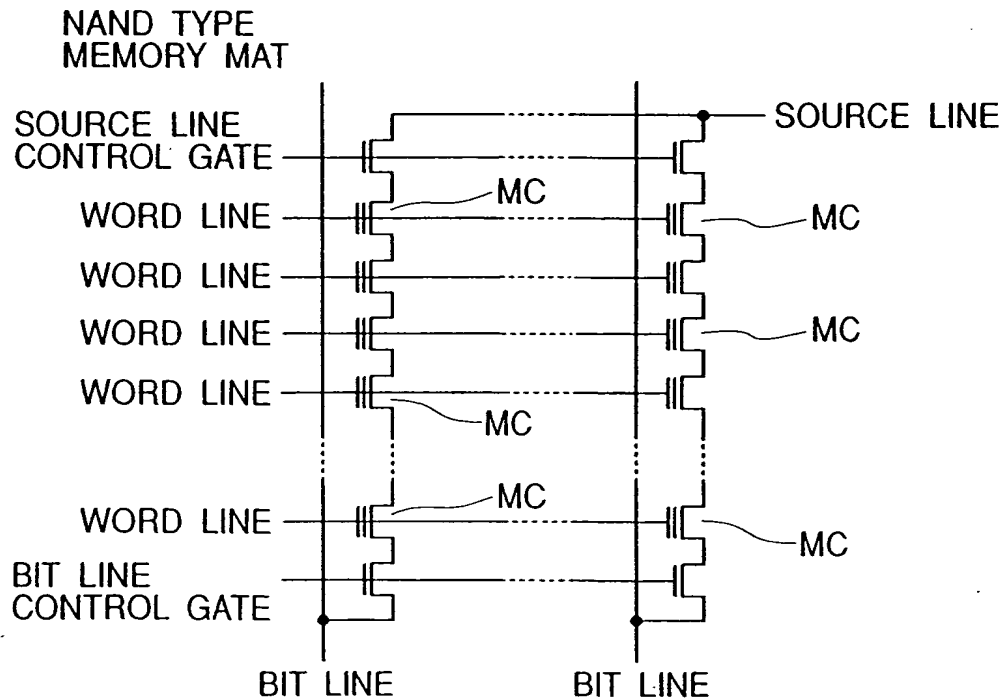 NAND TYPE
MEMORY MAT
SOURCE LINE
CONTROL GATE
SOURCE LINE
MC
WORD LINE
MC
WORD LINE
WORD LINE
MC
WORD LINE
MC
MC
WORD LINE
MC
BIT LINE
CONTROL GATE
BIT LINE
BIT LINE